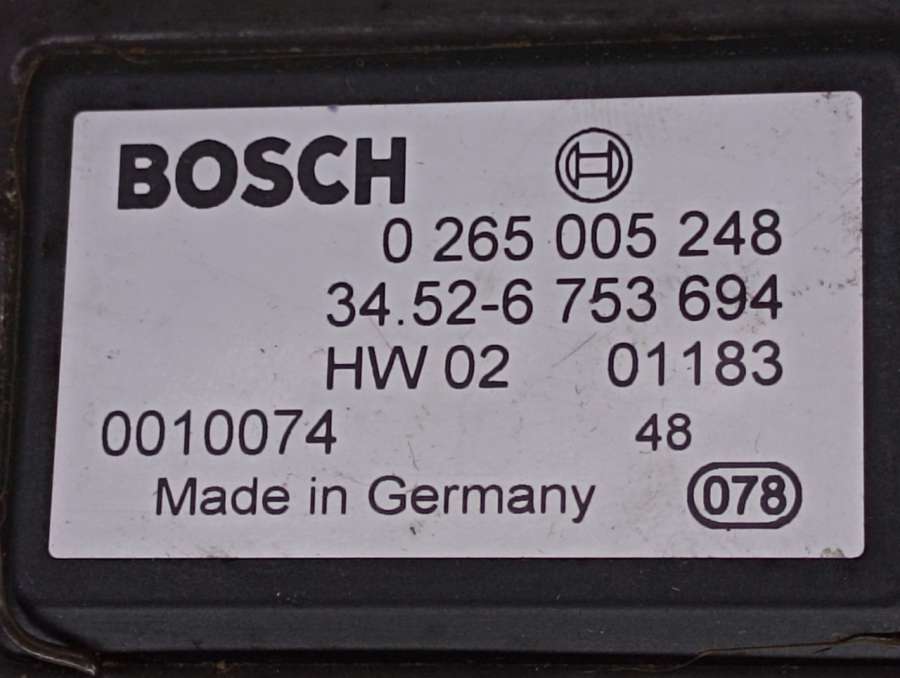 BOSCH
0 265 005 248
34.52-6 753 694
HW 02 01183
0010074 48
Made in Germany 078